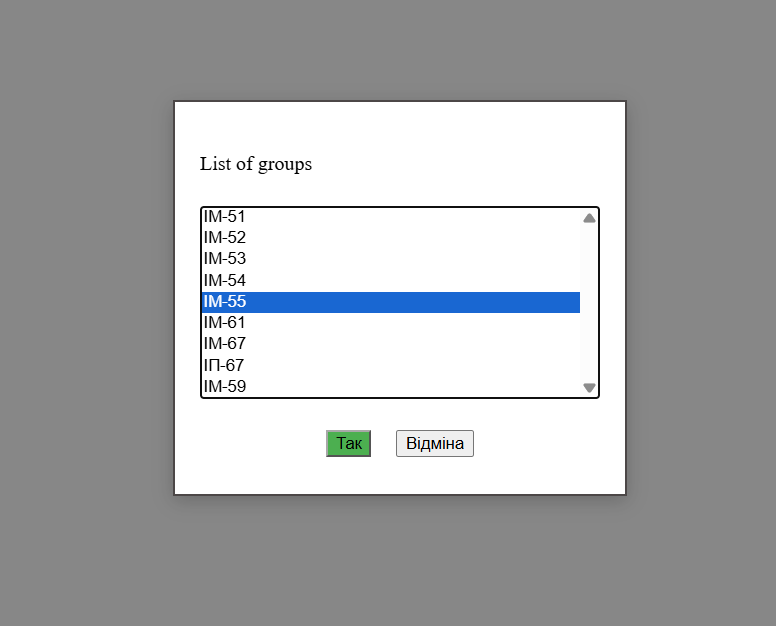 List of groups
ІМ-51
ІМ-52
ІМ-53
ІМ-54
ІМ-55
ІМ-61
ІМ-67
ІП-67
ІМ-59
Так Відміна